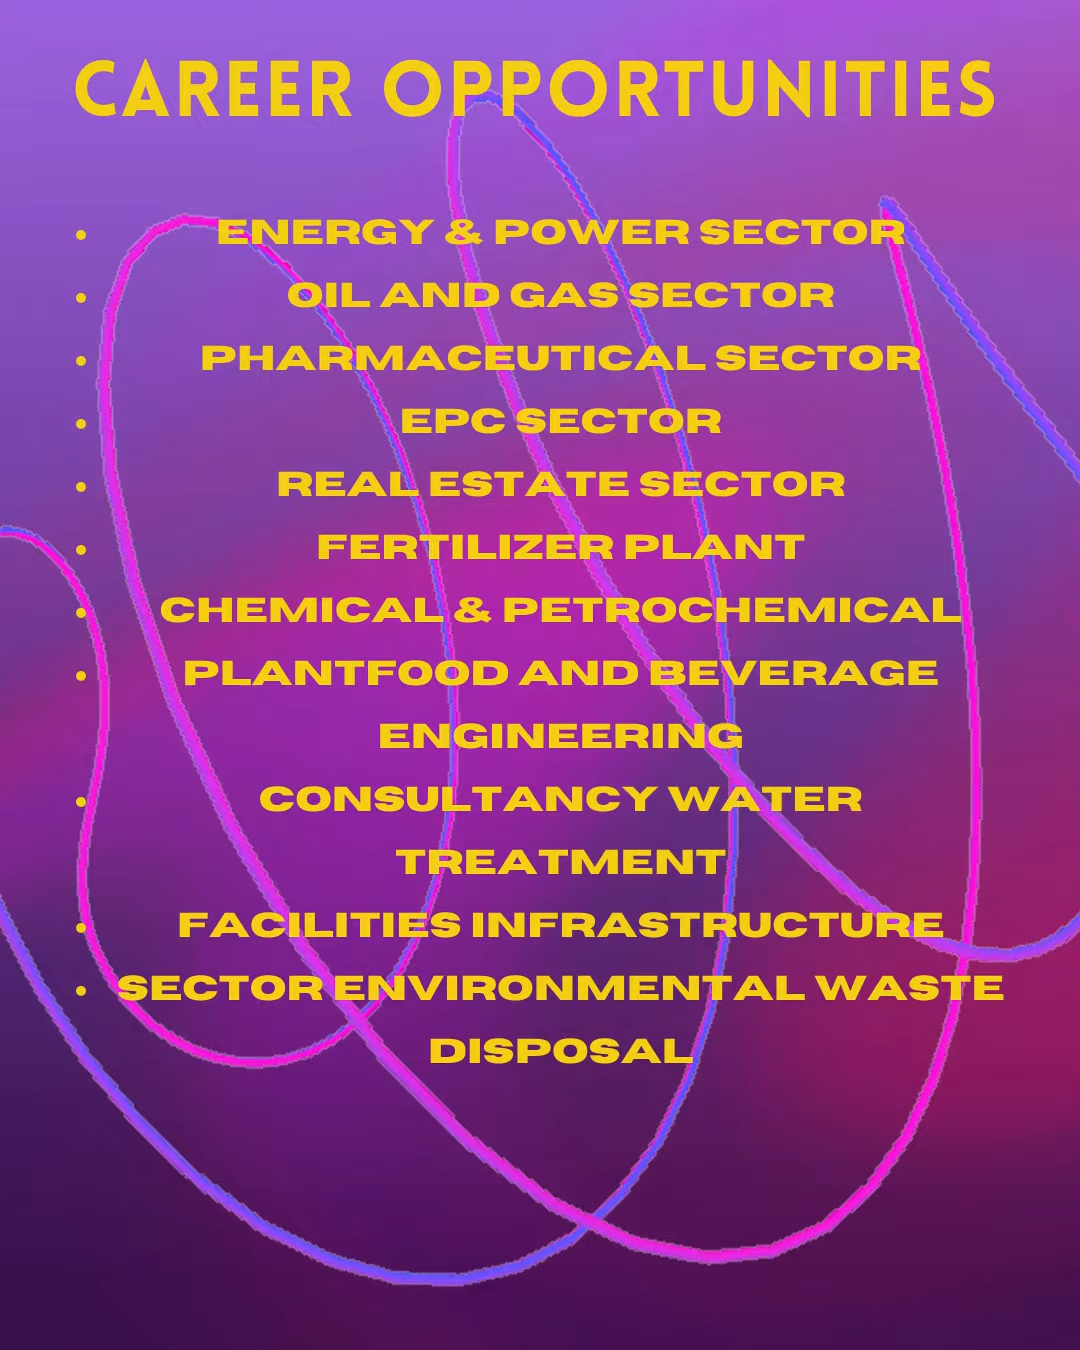 CAREER OPPORTUNITIES
• ENERGY & POWER SECTOR
• OIL AND GAS SECTOR
• PHARMACEUTICAL SECTOR
• EPC SECTOR
• REAL ESTATE SECTOR
• FERTILIZER PLANT
• CHEMICAL & PETROCHEMICAL
• PLANTFOOD AND BEVERAGE
ENGINEERING
• CONSULTANCY WATER
TREATMENT
• FACILITIES INFRASTRUCTURE
• SECTOR ENVIRONMENTAL WASTE
DISPOSAL